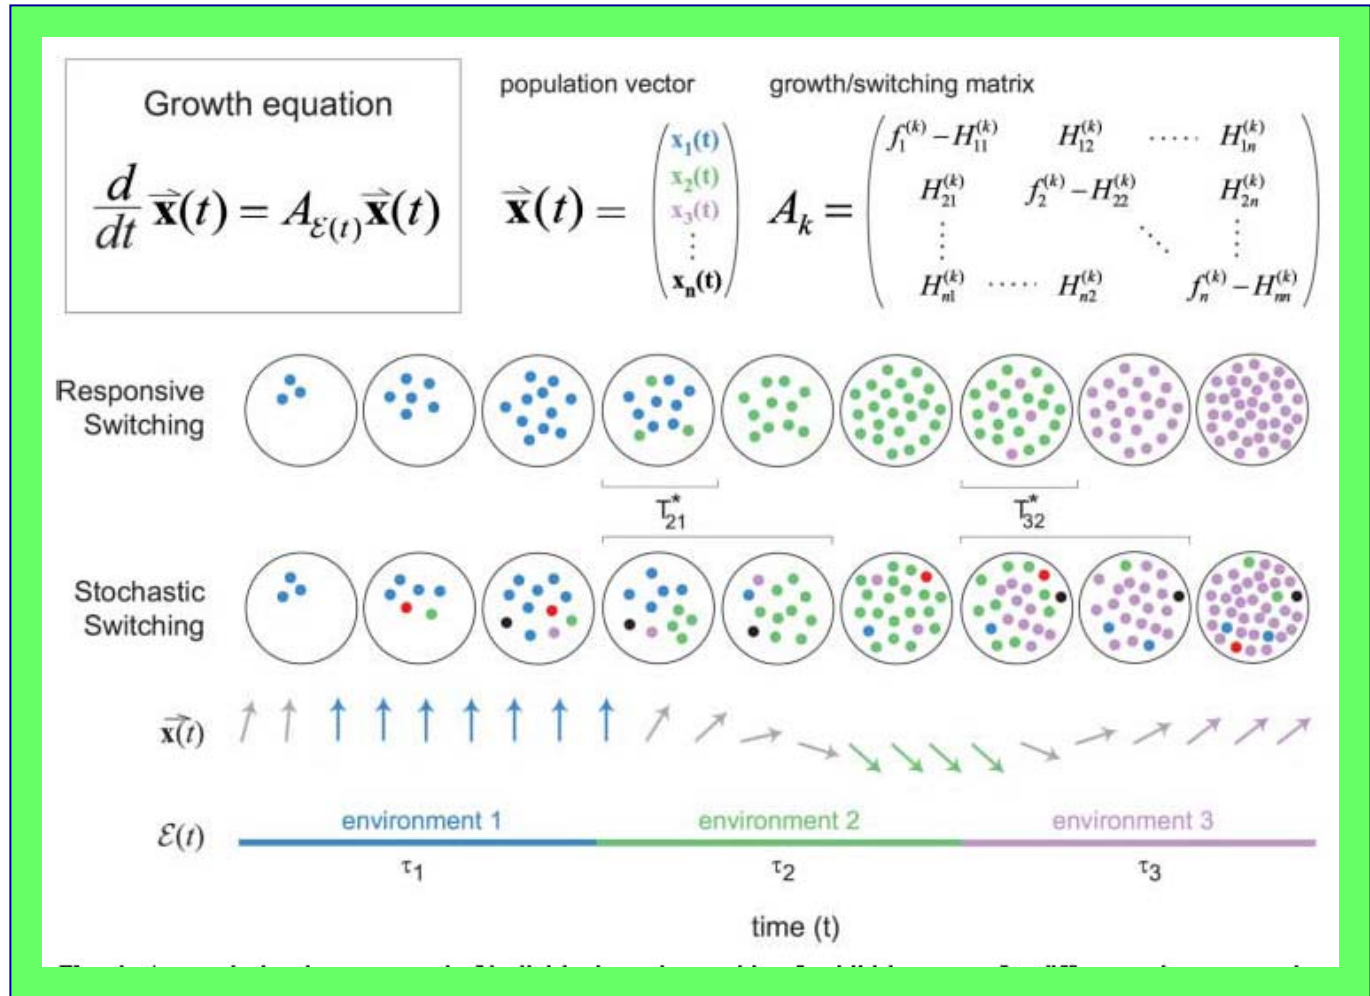 Growth equation
d/dt x⃗(t) = A_ℰ(t) x⃗(t)
population vector
x⃗(t) =
x₁(t)
x₂(t)
x₃(t)
⋮
xₙ(t)
growth/switching matrix
A_k =
f₁^(k) − H₁₁^(k) H₁₂^(k) ····· H₁ₙ^(k)
H₂₁^(k) f₂^(k) − H₂₂^(k) H₂ₙ^(k)
⋮ ⋱ ⋮
Hₙ₁^(k) ····· Hₙ₂^(k) fₙ^(k) − Hₙₙ^(k)
Responsive
Switching
T*₂₁ T*₃₂
Stochastic
Switching
x⃗(t)
environment 1 environment 2 environment 3
ℰ(t)
τ₁ τ₂ τ₃
time (t)